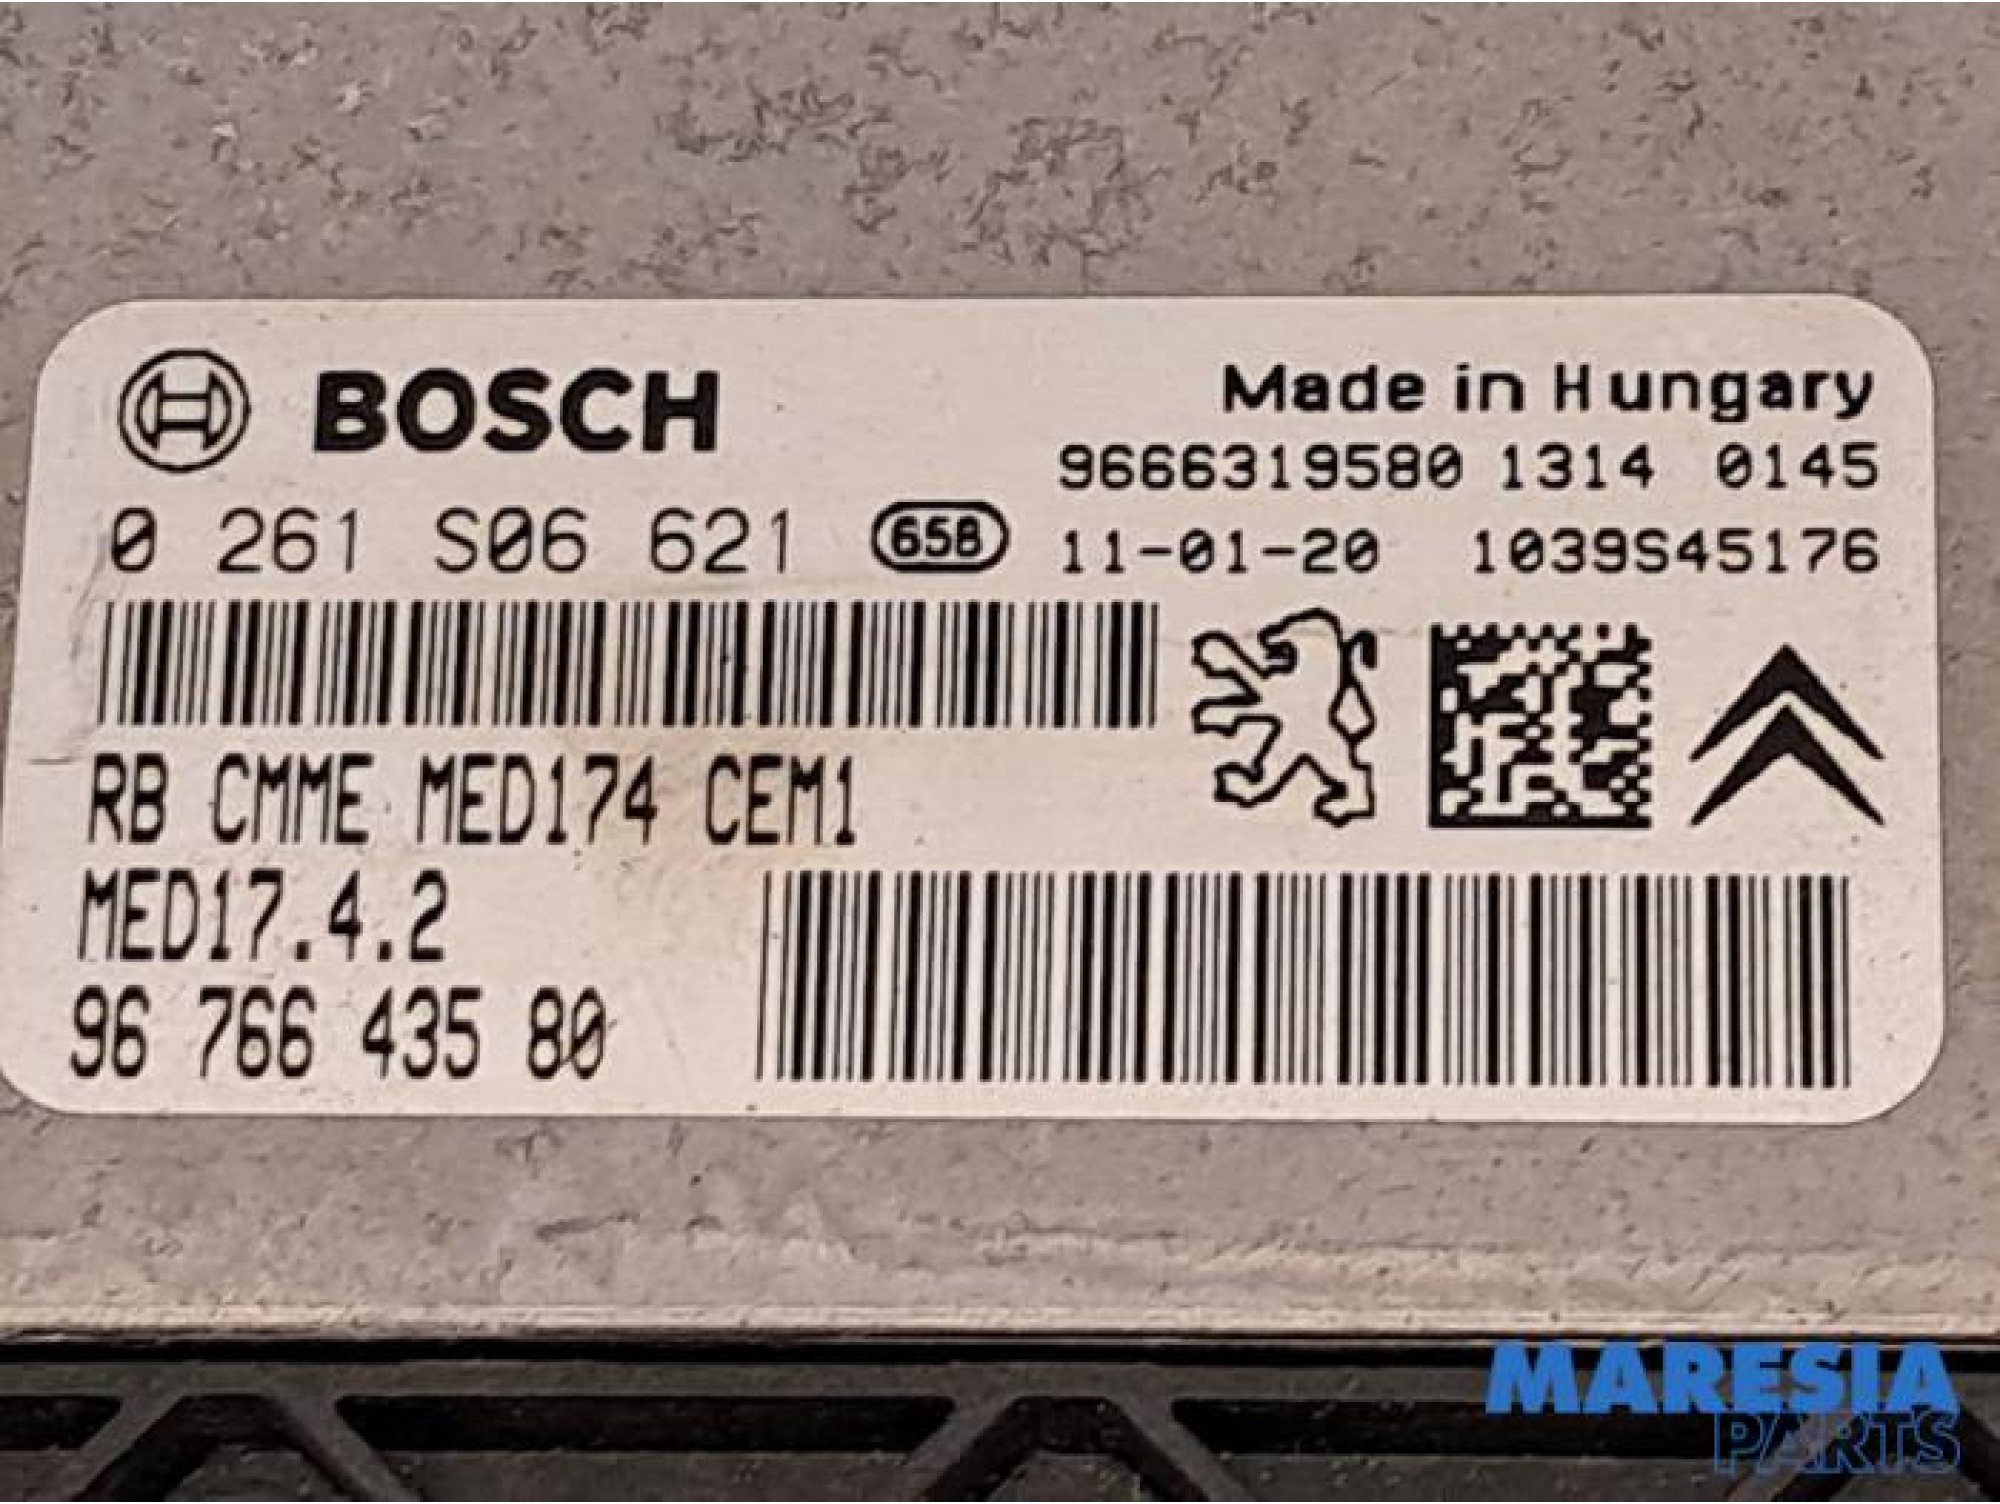 BOSCH
Made in Hungary
9666319580 1314 0145
0 261 S06 621 658
11-01-20 1039S45176
RB CMME MED174 CEM1
MED17.4.2
96 766 435 80
MARESIA
PARTS